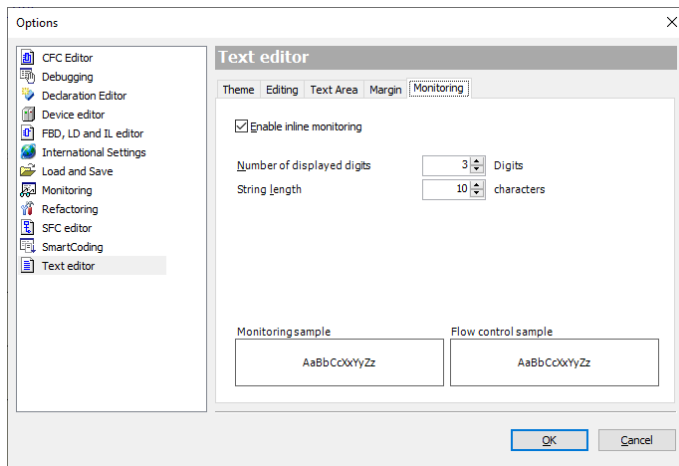 Options
CFC Editor
Debugging
Declaration Editor
Device editor
FBD, LD and IL editor
International Settings
Load and Save
Monitoring
Refactoring
SFC editor
SmartCoding
Text editor
Text editor
Theme Editing Text Area Margin Monitoring
Enable inline monitoring
Number of displayed digits 3 Digits
String length 10 characters
Monitoring sample Flow control sample
AaBbCcXxYyZz AaBbCcXxYyZz
OK Cancel